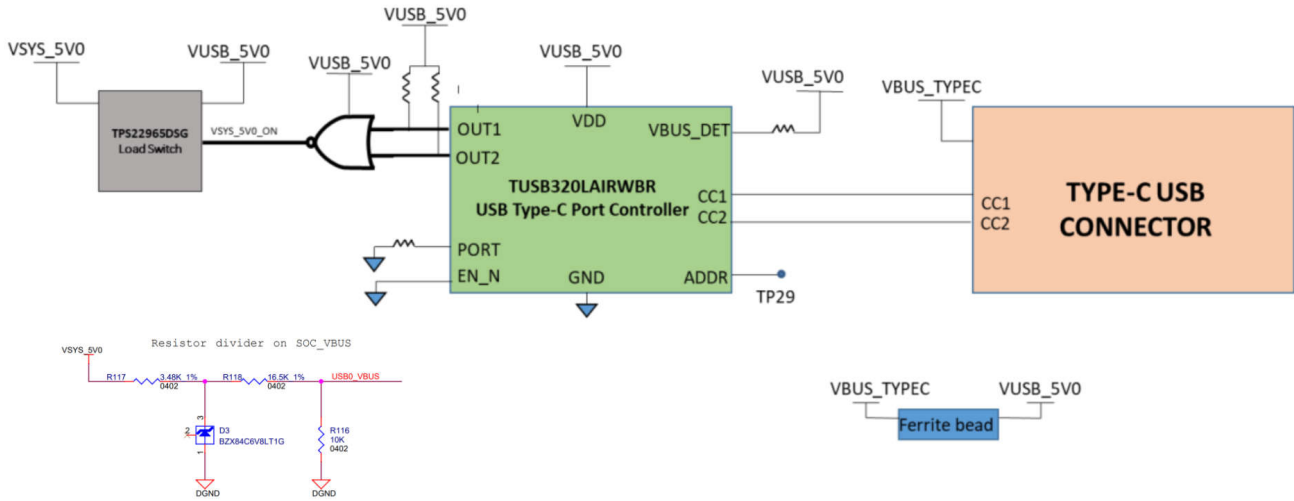 VUSB_5V0
VSYS_5V0
VUSB_5V0
VUSB_5V0
VUSB_5V0
VUSB_5V0
VBUS_TYPEC
TPS22965DSG
Load Switch
VSYS_5V0_ON
OUT1
OUT2
VDD
VBUS_DET
TUSB320LAIRWBR
USB Type-C Port Controller
CC1
CC2
PORT
EN_N
GND
ADDR
TP29
CC1
CC2
TYPE-C USB
CONNECTOR
Resistor divider on SOC_VBUS
VSYS_5V0
R117
3.48K 1%
0402
R118
16.5K 1%
0402
USB0_VBUS
3
2
1
D3
BZX84C6V8LT1G
R116
10K
0402
DGND
DGND
VBUS_TYPEC
VUSB_5V0
Ferrite bead